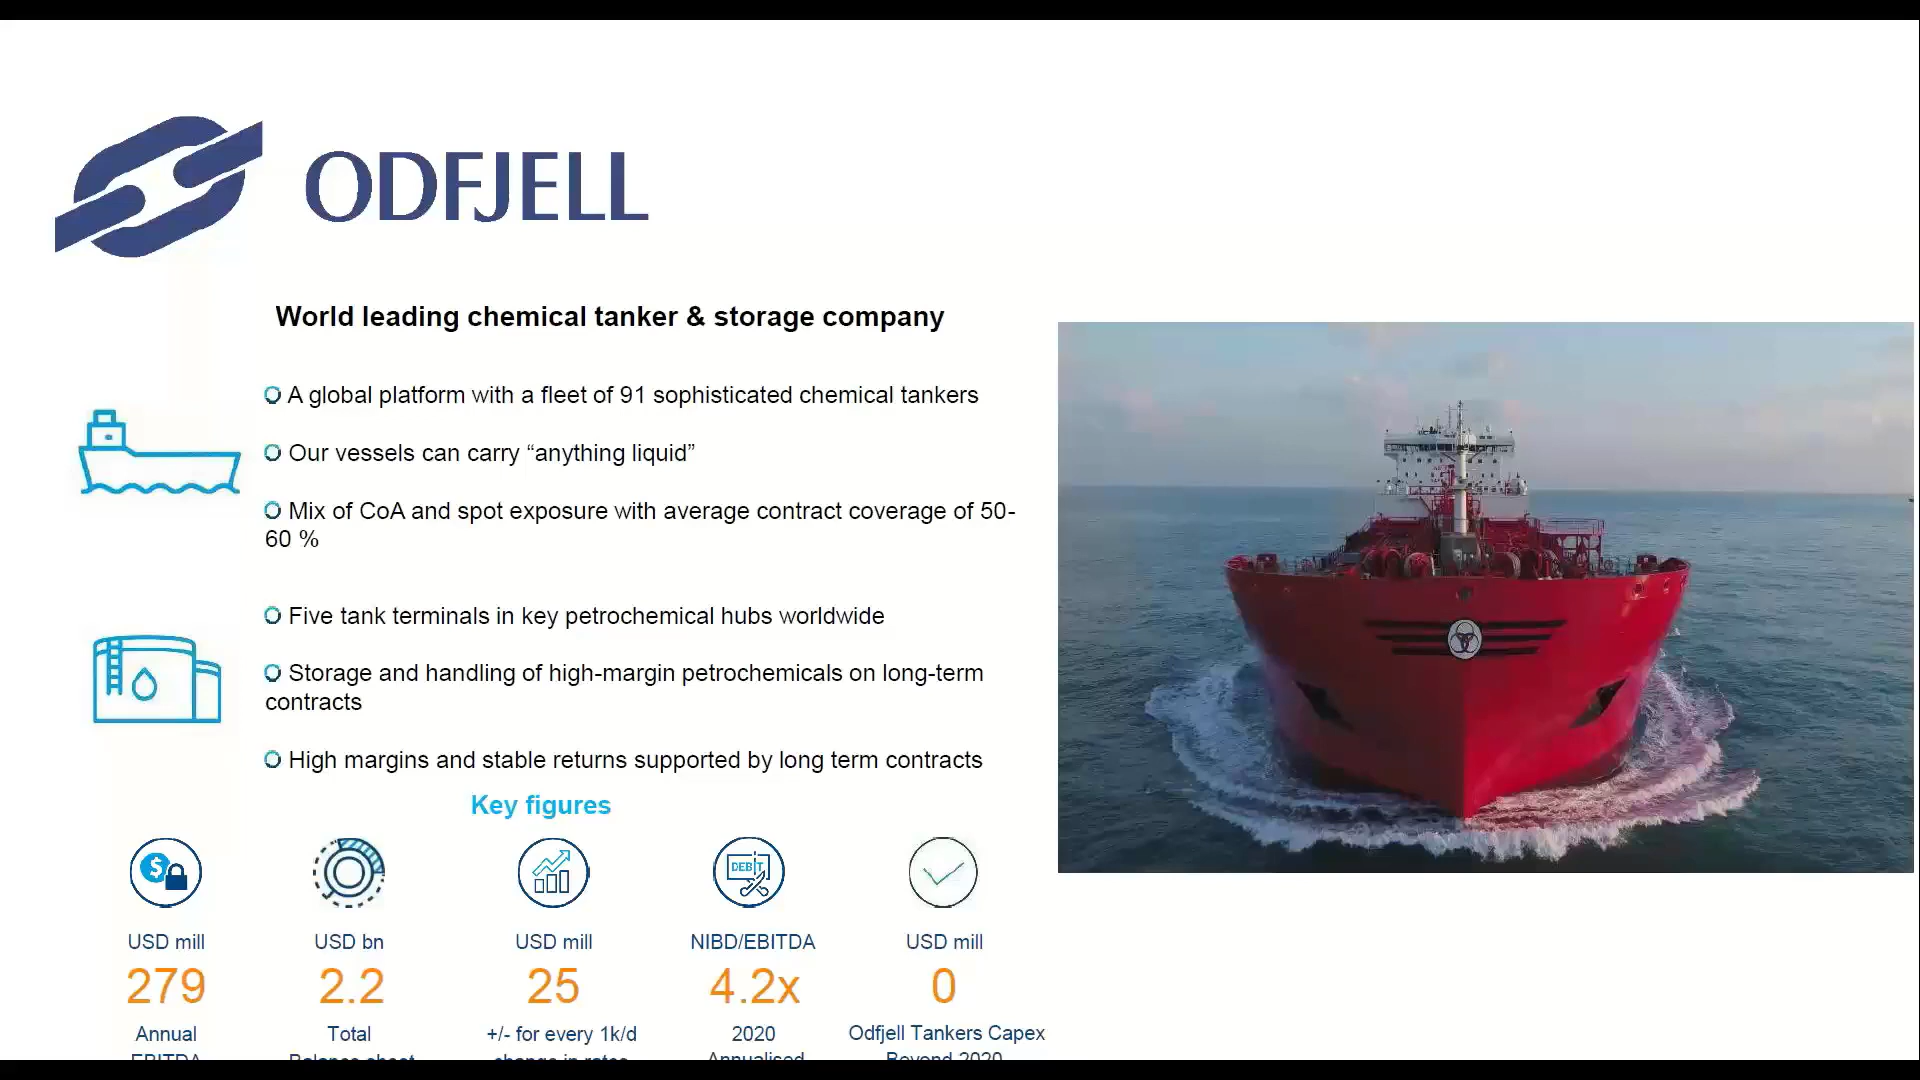 ODFJELL
World leading chemical tanker & storage company
A global platform with a fleet of 91 sophisticated chemical tankers
Our vessels can carry “anything liquid”
Mix of CoA and spot exposure with average contract coverage of 50-
60 %
Five tank terminals in key petrochemical hubs worldwide
Storage and handling of high-margin petrochemicals on long-term
contracts
High margins and stable returns supported by long term contracts
Key figures
$
DEBIT
USD mill
USD bn
USD mill
NIBD/EBITDA
USD mill
279
2.2
25
4.2x
0
Annual
Total
+/- for every 1k/d
2020
Odfjell Tankers Capex
EBITDA
Balance sheet
change in rates
Annualised
Beyond 2020